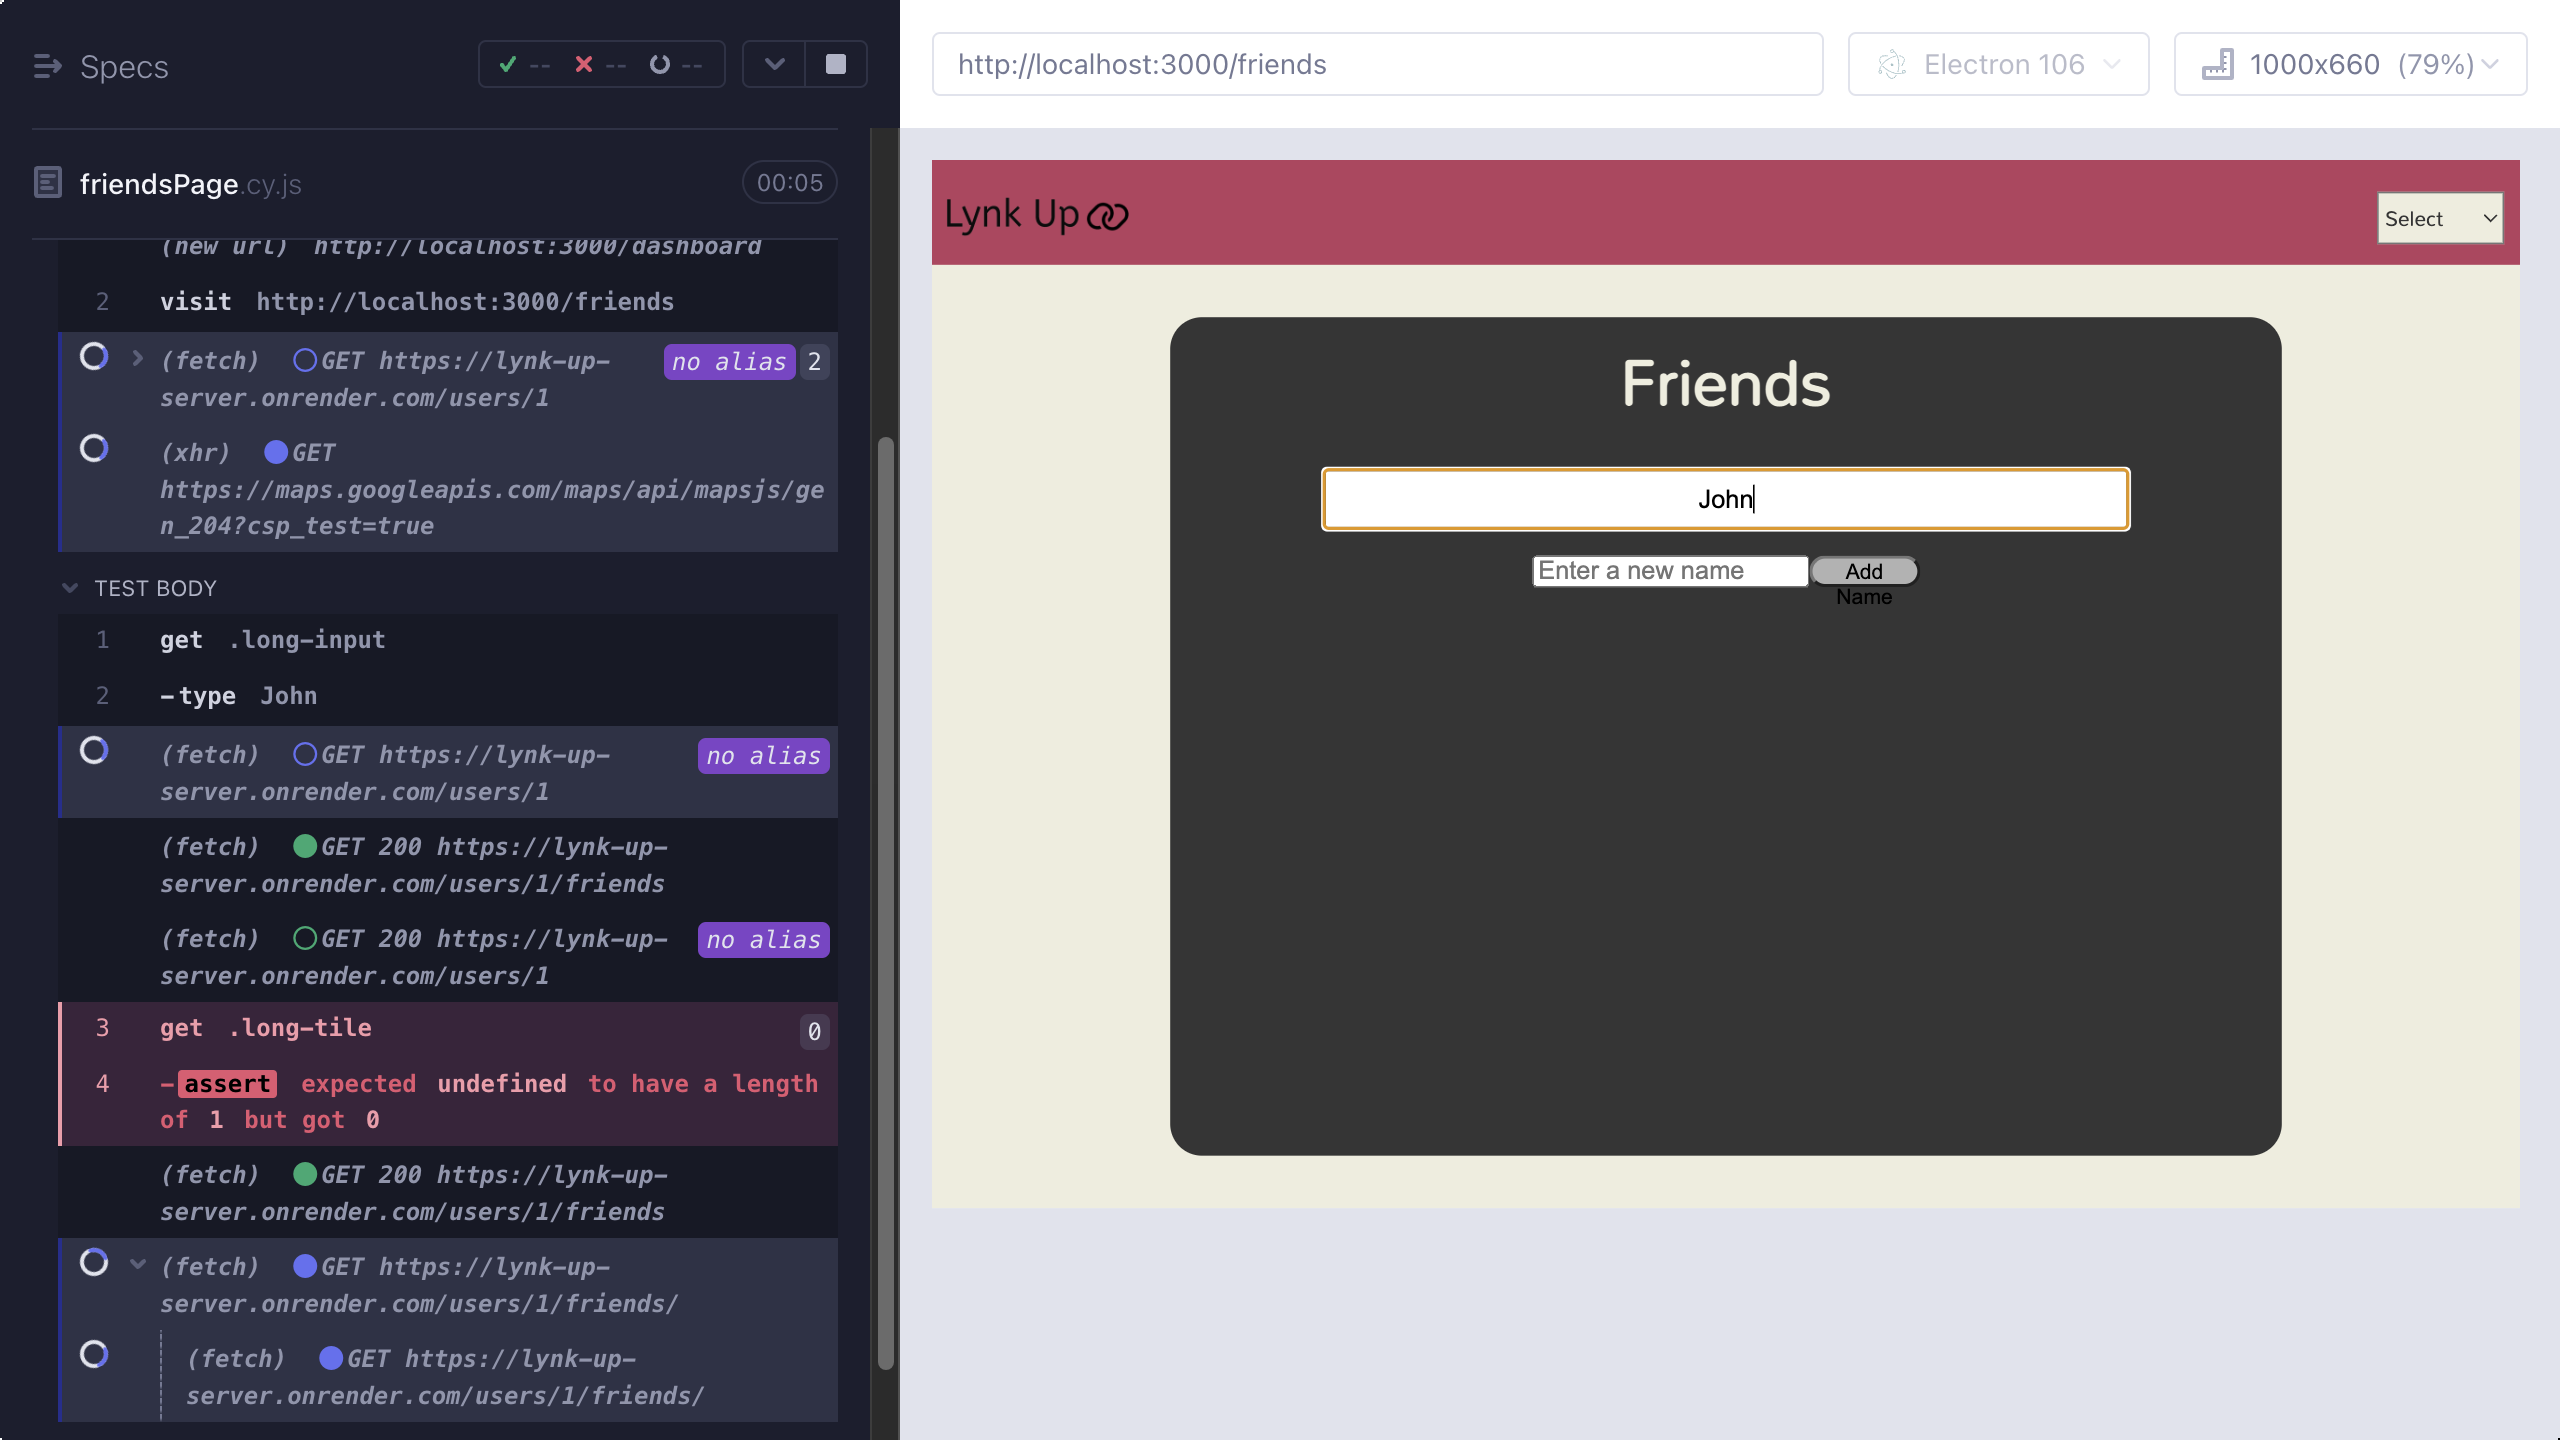 Specs
-- -- --
friendsPage.cy.js
00:05
(new url) http://localhost:3000/dashboard
2 visit http://localhost:3000/friends
(fetch) GET https://lynk-up- no alias 2
server.onrender.com/users/1
(xhr) GET
https://maps.googleapis.com/maps/api/mapsjs/ge
n_204?csp_test=true
TEST BODY
1 get .long-input
2 -type John
(fetch) GET https://lynk-up- no alias
server.onrender.com/users/1
(fetch) GET 200 https://lynk-up-
server.onrender.com/users/1/friends
(fetch) GET 200 https://lynk-up- no alias
server.onrender.com/users/1
3 get .long-tile 0
4 -assert expected undefined to have a length
of 1 but got 0
(fetch) GET 200 https://lynk-up-
server.onrender.com/users/1/friends
(fetch) GET https://lynk-up-
server.onrender.com/users/1/friends/
(fetch) GET https://lynk-up-
server.onrender.com/users/1/friends/
http://localhost:3000/friends
Electron 106
1000x660 (79%)
Lynk Up
Select
Friends
John
Enter a new name
Add
Name